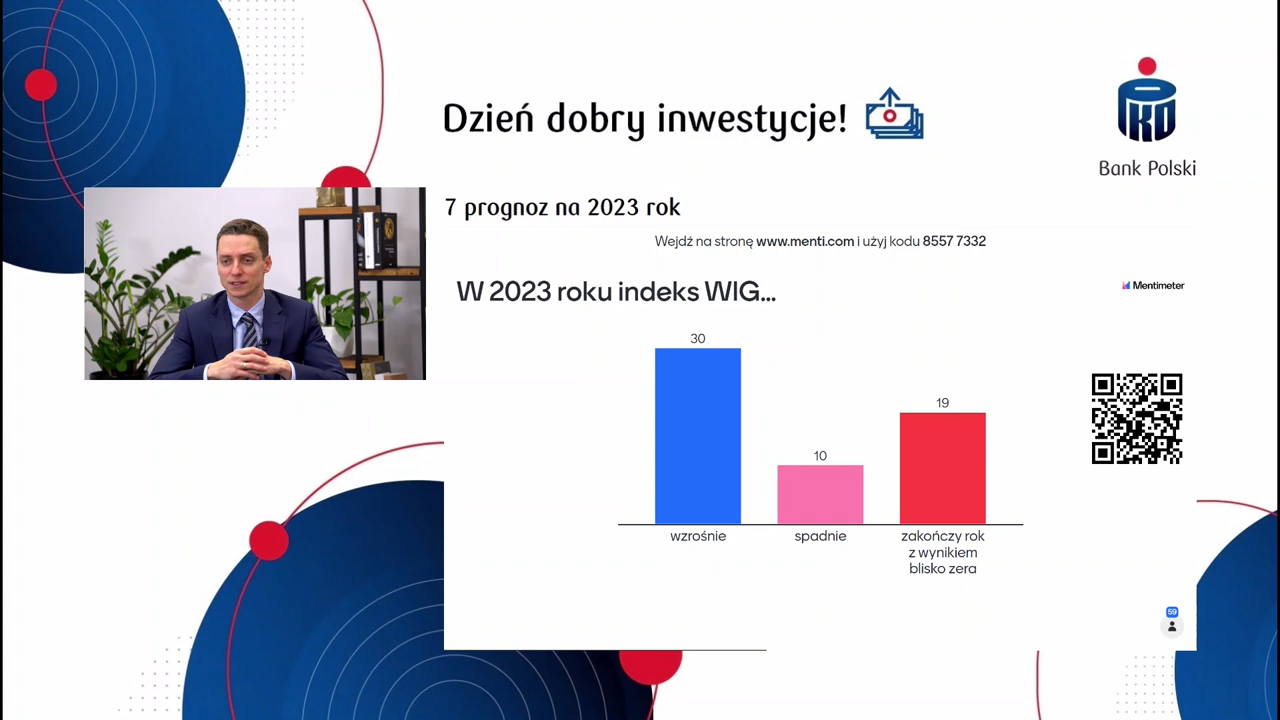 Dzień dobry inwestycje!
PKO
Bank Polski
7 prognoz na 2023 rok
Wejdź na stronę www.menti.com i użyj kodu 8557 7332
W 2023 roku indeks WIG...
Mentimeter
30
10
19
wzrośnie
spadnie
zakończy rok
z wynikiem
blisko zera
59